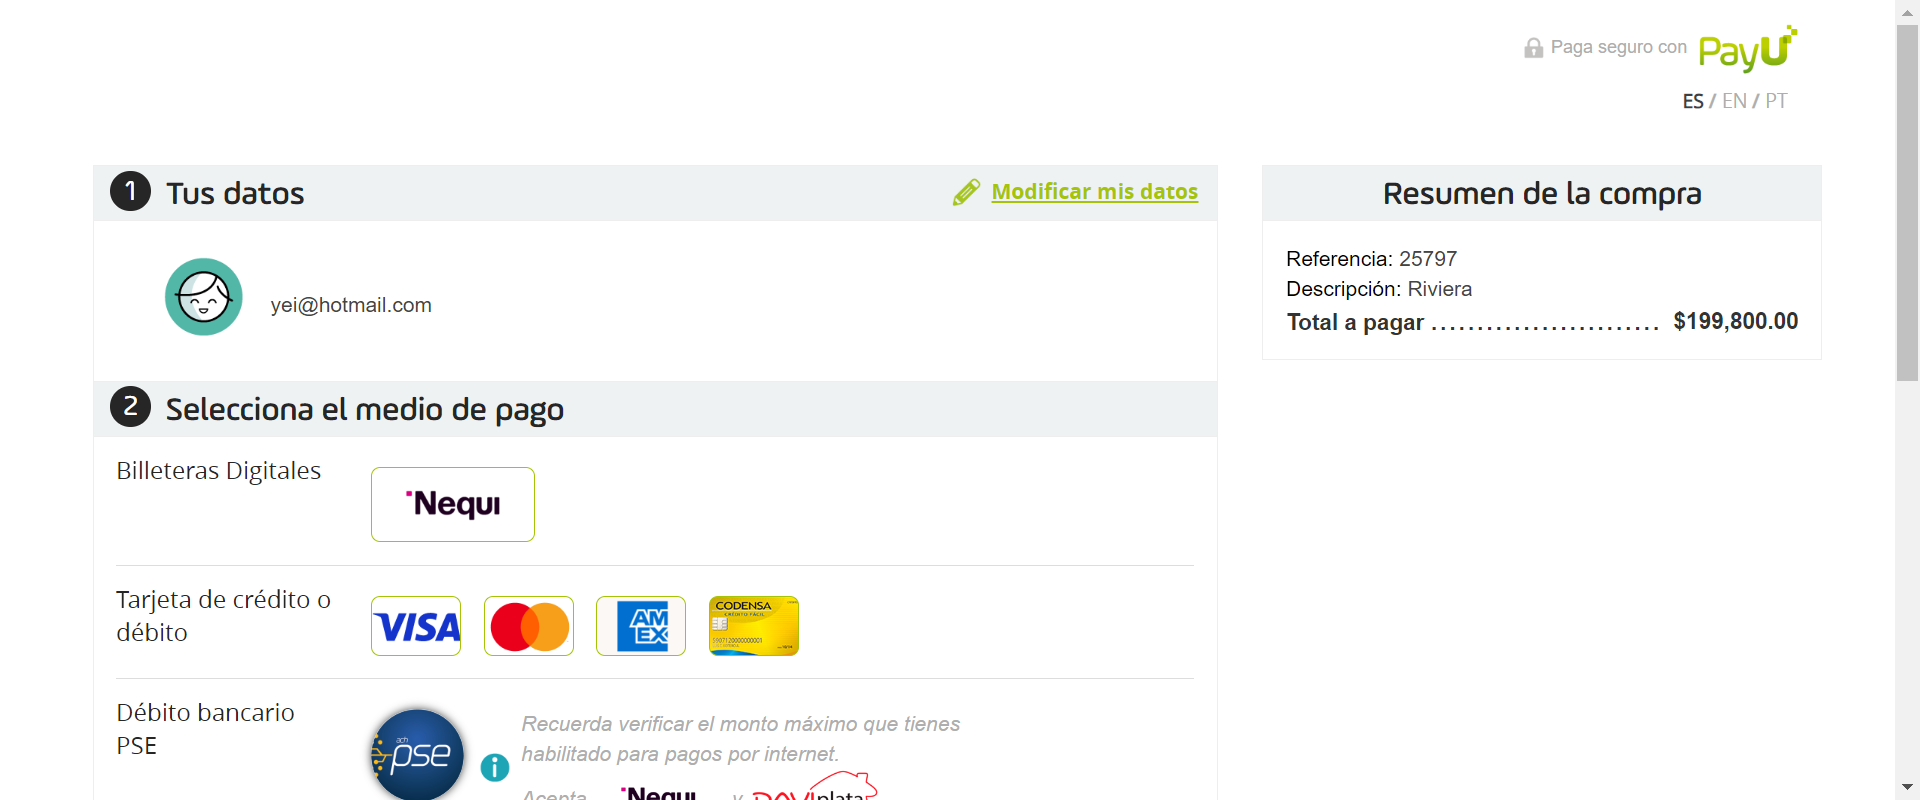 Paga seguro con PayU
ES / EN / PT
1 Tus datos
Modificar mis datos
yei@hotmail.com
Resumen de la compra
Referencia: 25797
Descripción: Riviera
Total a pagar ......................... $199,800.00
2 Selecciona el medio de pago
Billeteras Digitales
Nequi
Tarjeta de crédito o
débito
VISA
AM
EX
CODENSA
CRÉDITO FÁCIL
Débito bancario
PSE
ach
pse
i
Recuerda verificar el monto máximo que tienes
habilitado para pagos por internet.
Acepta Nequi y DAVIplata